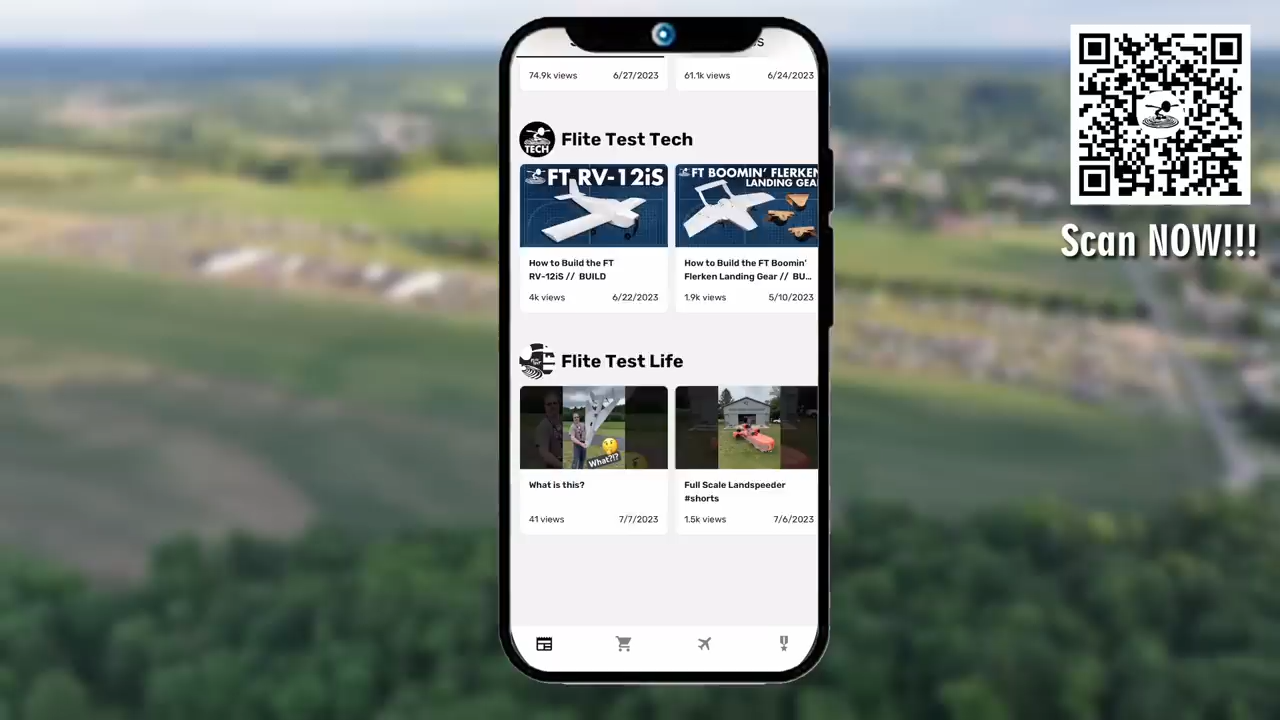 74.9k views 6/27/2023
61.1k views 6/24/2023
TECH
Flite Test Tech
FT RV-12iS
FT BOOMIN' FLERKEN
LANDING GEA
How to Build the FT
RV-12iS // BUILD
4k views 6/22/2023
How to Build the FT Boomin'
Flerken Landing Gear // BU...
1.9k views 5/10/2023
Flite Test Life
What?!?
What is this?
41 views 7/7/2023
Full Scale Landspeeder
#shorts
1.5k views 7/6/2023
Scan NOW!!!